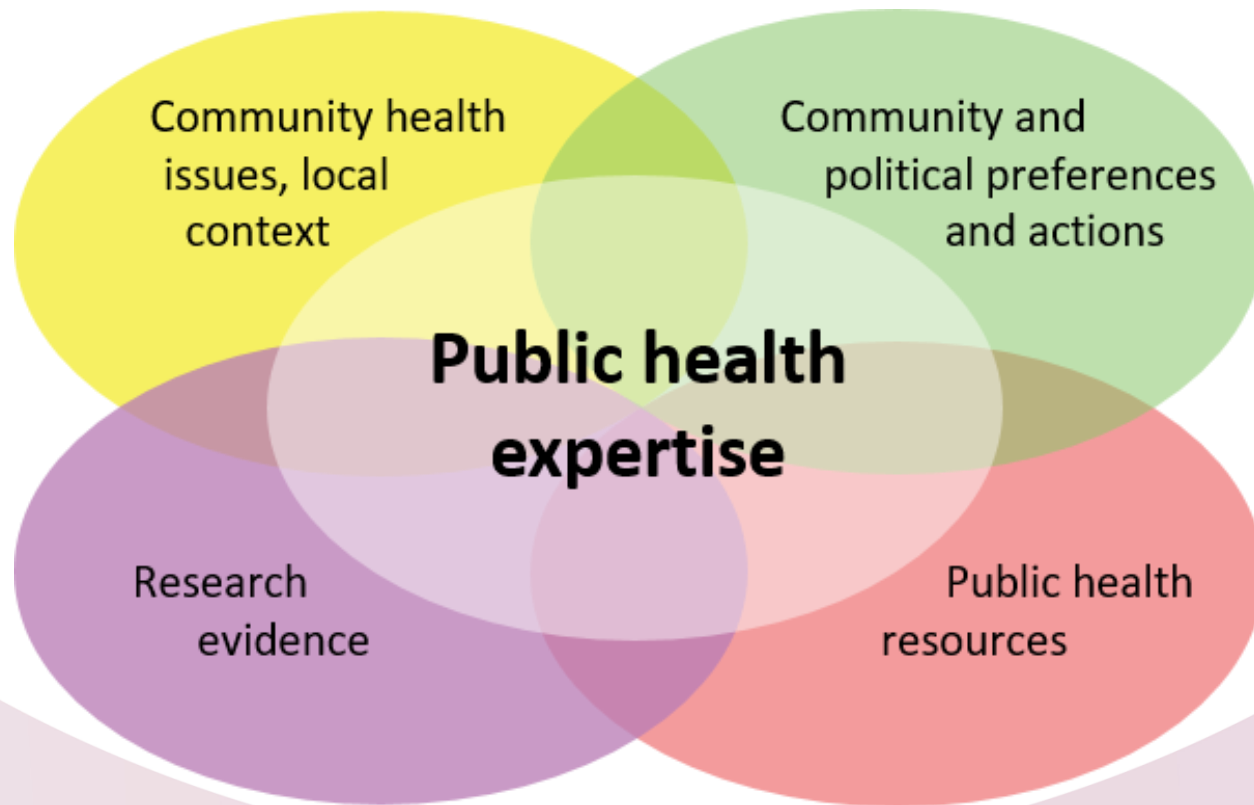 Community health
issues, local
context
Community and
political preferences
and actions
Public health
expertise
Research
evidence
Public health
resources